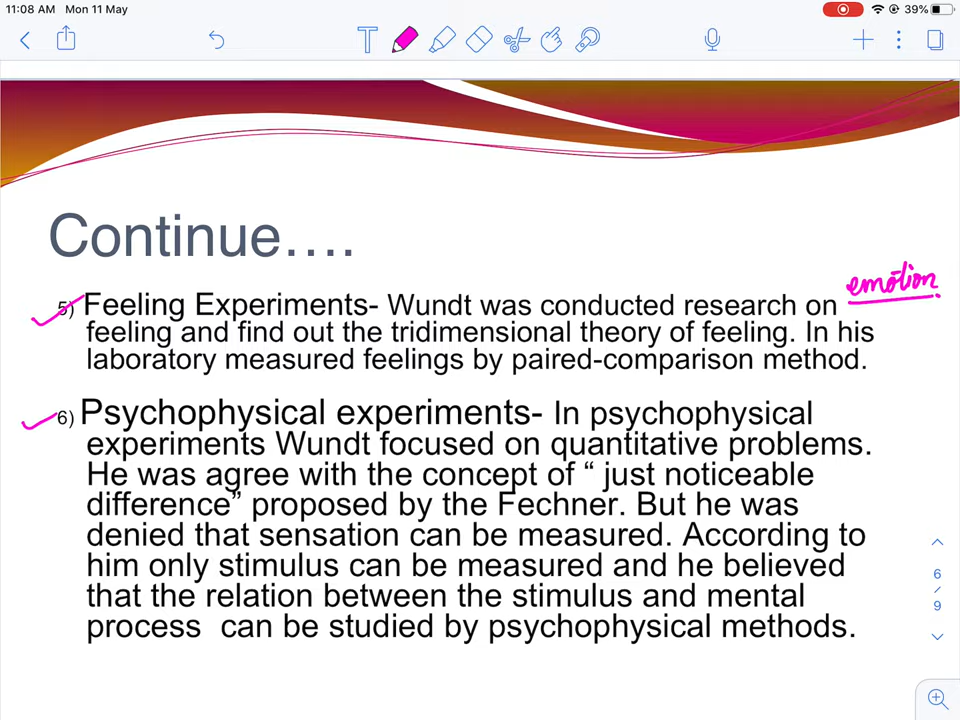 11:08 AM Mon 11 May
39%
T
Continue….
emotion
5) Feeling Experiments- Wundt was conducted research on
feeling and find out the tridimensional theory of feeling. In his
laboratory measured feelings by paired-comparison method.
6) Psychophysical experiments- In psychophysical
experiments Wundt focused on quantitative problems.
He was agree with the concept of “ just noticeable
difference” proposed by the Fechner. But he was
denied that sensation can be measured. According to
him only stimulus can be measured and he believed
that the relation between the stimulus and mental
process can be studied by psychophysical methods.
6
/
9